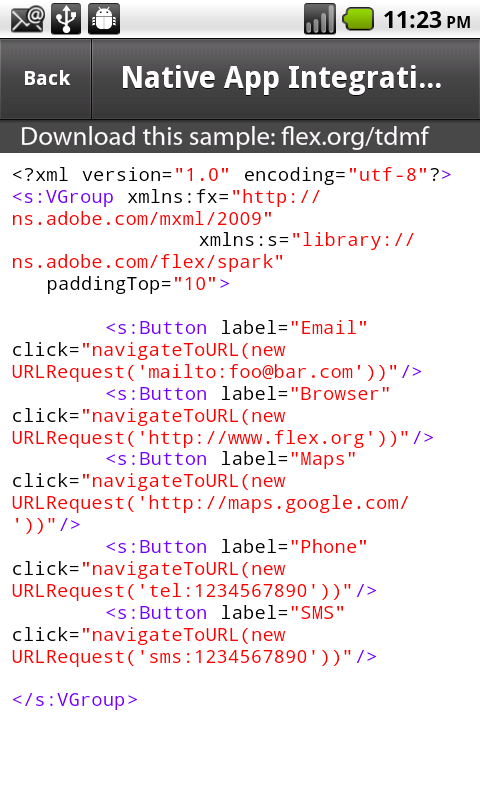 11:23 PM
Back
Native App Integrati...
Download this sample: flex.org/tdmf
<?xml version="1.0" encoding="utf-8"?>
<s:VGroup xmlns:fx="http://
ns.adobe.com/mxml/2009"
xmlns:s="library://
ns.adobe.com/flex/spark"
paddingTop="10">
<s:Button label="Email"
click="navigateToURL(new
URLRequest('mailto:foo@bar.com'))"/>
<s:Button label="Browser"
click="navigateToURL(new
URLRequest('http://www.flex.org'))"/>
<s:Button label="Maps"
click="navigateToURL(new
URLRequest('http://maps.google.com/
'))"/>
<s:Button label="Phone"
click="navigateToURL(new
URLRequest('tel:1234567890'))"/>
<s:Button label="SMS"
click="navigateToURL(new
URLRequest('sms:1234567890'))"/>
</s:VGroup>